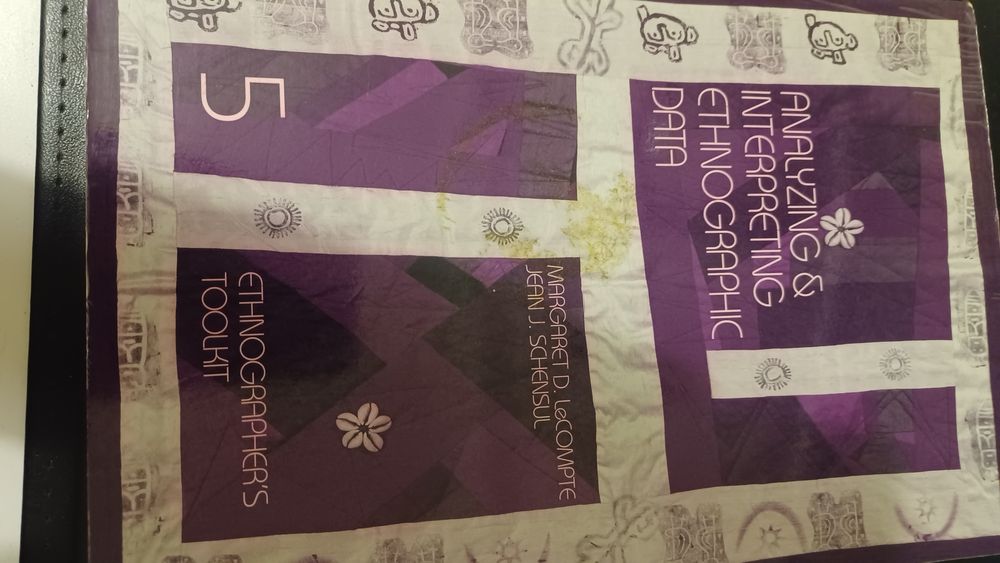 ANALYZING &
INTERPRETING
ETHNOGRAPHIC
DATA
MARGARET D. LeCOMPTE
JEAN J. SCHENSUL
5
ETHNOGRAPHER'S
TOOLKIT